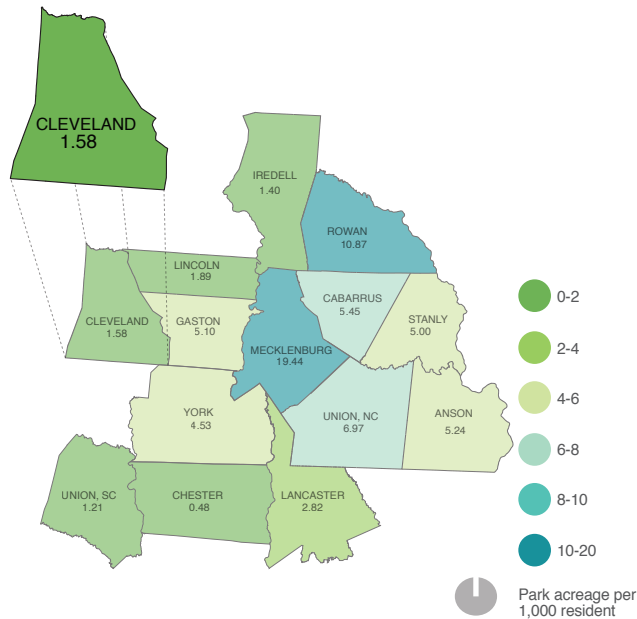 CLEVELAND
1.58
IREDELL
1.40
ROWAN
10.87
LINCOLN
1.89
CABARRUS
5.45
STANLY
5.00
CLEVELAND
1.58
GASTON
5.10
MECKLENBURG
19.44
YORK
4.53
UNION, NC
6.97
ANSON
5.24
UNION, SC
1.21
CHESTER
0.48
LANCASTER
2.82
0-2
2-4
4-6
6-8
8-10
10-20
Park acreage per
1,000 resident